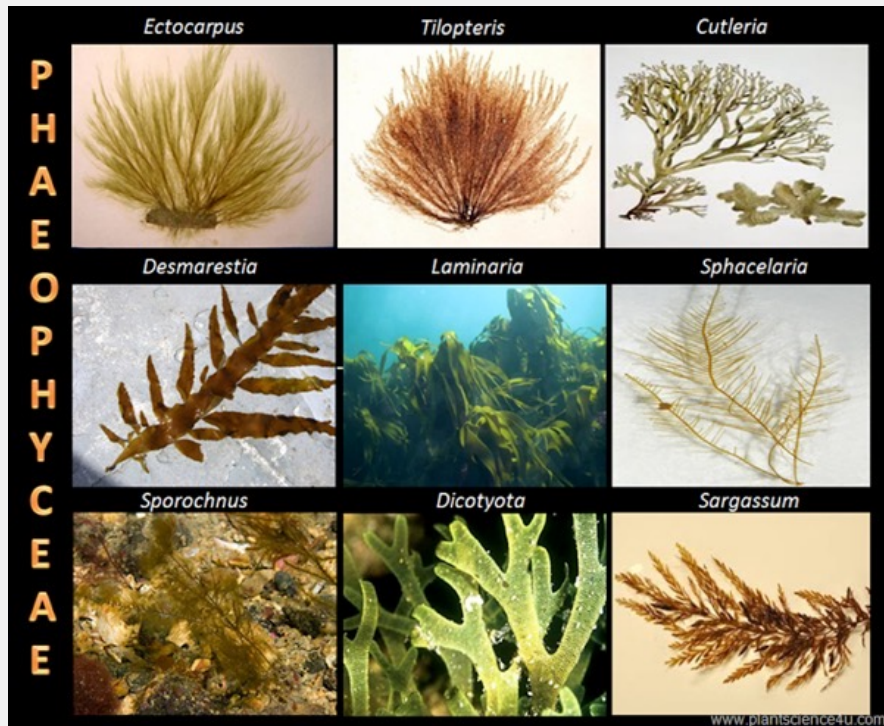 PHAEOPHYCEAE
Ectocarpus
Tilopteris
Cutleria
Desmarestia
Laminaria
Sphacelaria
Sporochnus
Dicotyota
Sargassum
www.plantscience4u.com